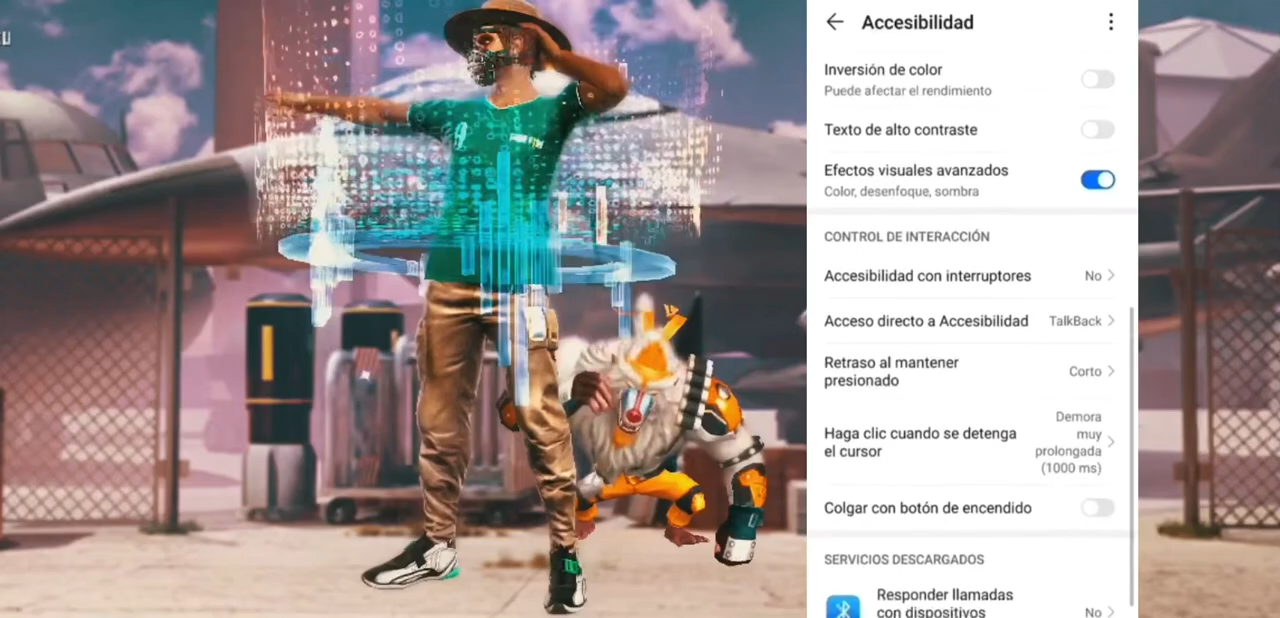 Accesibilidad
Inversión de color
Puede afectar el rendimiento
Texto de alto contraste
Efectos visuales avanzados
Color, desenfoque, sombra
CONTROL DE INTERACCIÓN
Accesibilidad con interruptores
No
Acceso directo a Accesibilidad
TalkBack
Retraso al mantener
presionado
Corto
Haga clic cuando se detenga
el cursor
Demora
muy
prolongada
(1000 ms)
Colgar con botón de encendido
SERVICIOS DESCARGADOS
Responder llamadas
con dispositivos
No